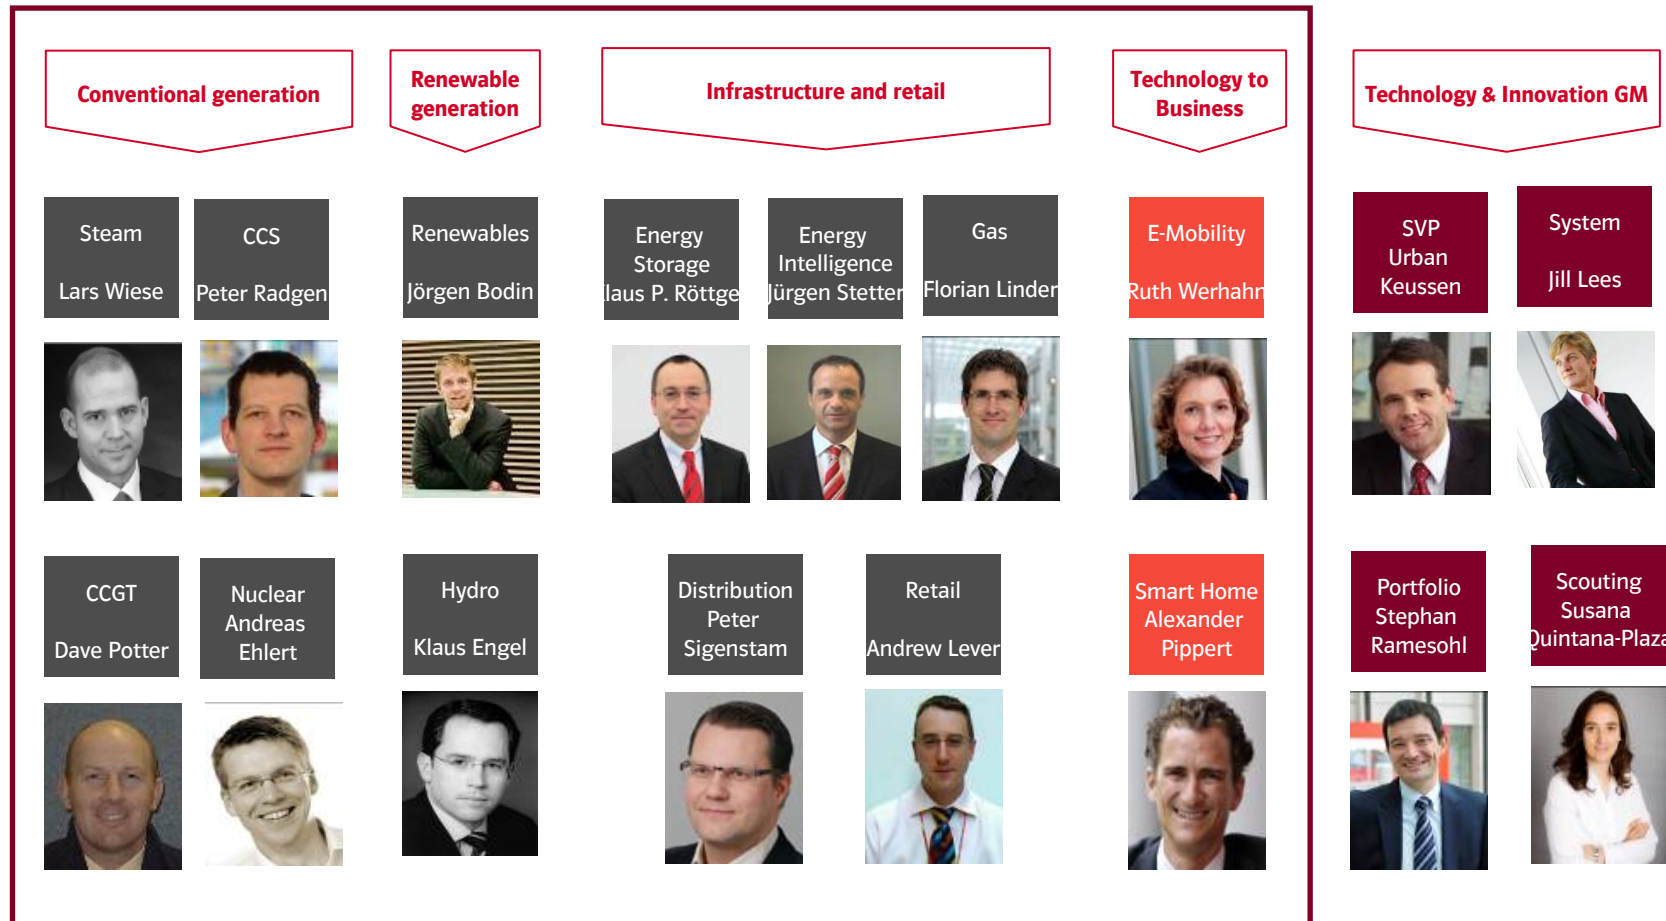 Conventional generation
Renewable
generation
Infrastructure and retail
Technology to
Business
Technology & Innovation GM
Steam
Lars Wiese
CCS
Peter Radgen
Renewables
Jörgen Bodin
Energy
Storage
laus P. Röttge
Energy
Intelligence
Jürgen Stetter
Gas
Florian Linder
E-Mobility
Ruth Werhahn
SVP
Urban
Keussen
System
Jill Lees
CCGT
Dave Potter
Nuclear
Andreas
Ehlert
Hydro
Klaus Engel
Distribution
Peter
Sigenstam
Retail
Andrew Lever
Smart Home
Alexander
Pippert
Portfolio
Stephan
Ramesohl
Scouting
Susana
Quintana-Plaza